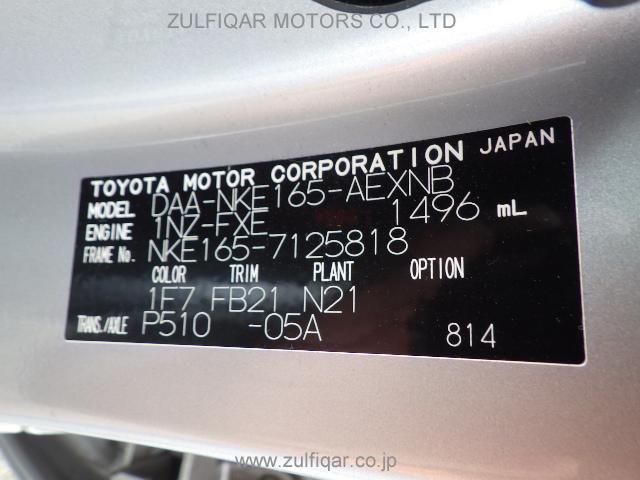 ZULFIQAR MOTORS CO., LTD
TOYOTA MOTOR CORPORATION JAPAN
MODEL DAA-NKE165-AEXNB
ENGINE 1NZ-FXE 1496 mL
FRAME No. NKE165-7125818
COLOR TRIM PLANT OPTION
1F7 FB21 N21
TRANS./AXLE P510 -05A 814
www.zulfiqar.co.jp